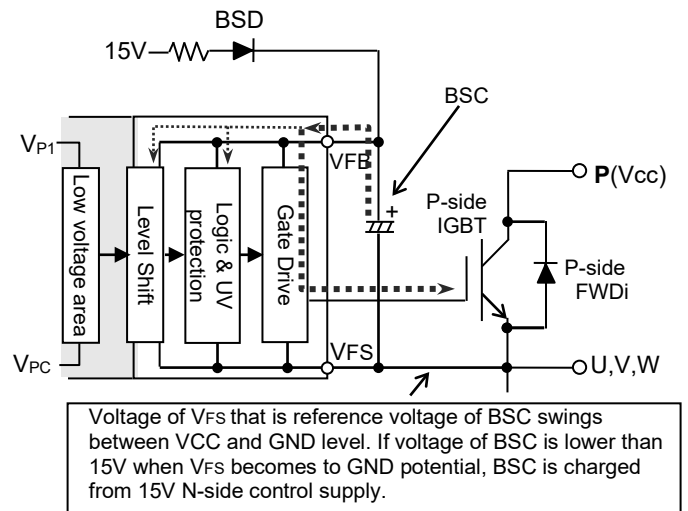 BSD
15V
BSC
VP1
VFB
+
P(Vcc)
P-side
IGBT
Low voltage area
Level Shift
Logic & UV
protection
Gate Drive
P-side
FWDi
VPC
VFS
U,V,W
Voltage of VFS that is reference voltage of BSC swings
between VCC and GND level. If voltage of BSC is lower than
15V when VFS becomes to GND potential, BSC is charged
from 15V N-side control supply.